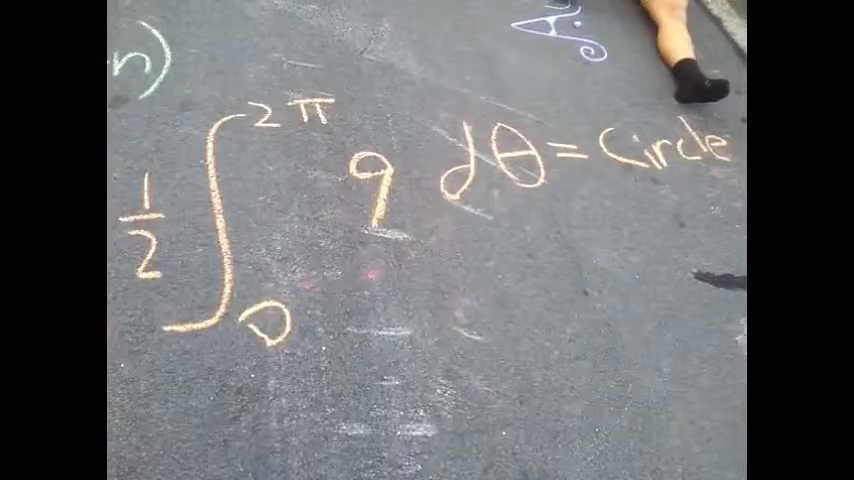 n)
A.
1/2 ∫₀^2π 9 dθ = Circle